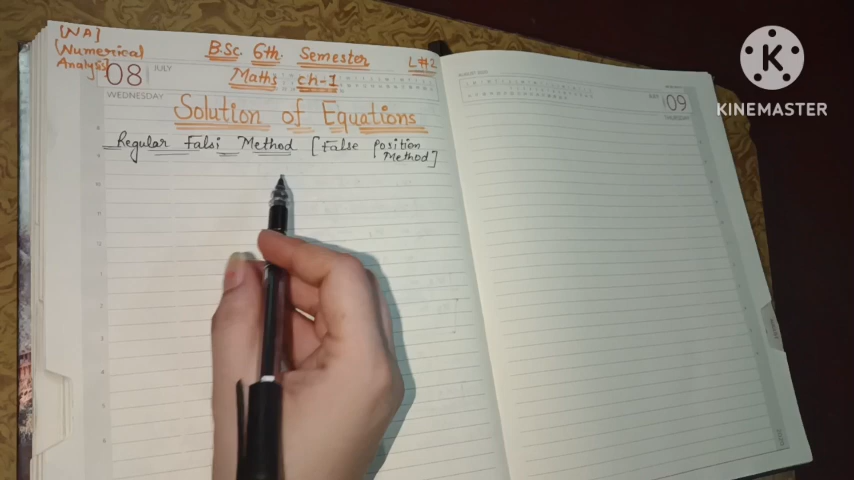 [NA]
(Numerical
Analysis)
B.Sc. 6th Semester
L#2
Maths ch-1
08 JULY
WEDNESDAY
Solution of Equations
Regular Falsi Method [False Position
Method]
09
THURSDAY
KINEMASTER